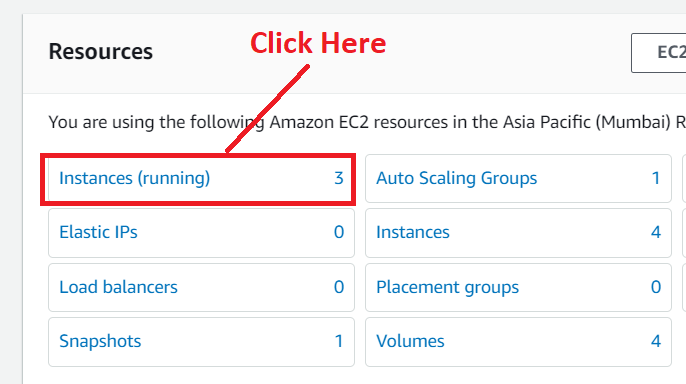 Click Here
Resources
EC2
You are using the following Amazon EC2 resources in the Asia Pacific (Mumbai) R
Instances (running) 3 Auto Scaling Groups 1
Elastic IPs 0 Instances 4
Load balancers 0 Placement groups 0
Snapshots 1 Volumes 4